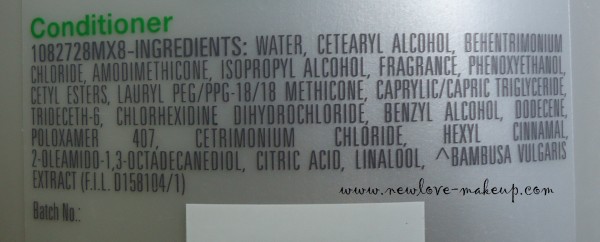 Conditioner
1082728MX8-INGREDIENTS: WATER, CETEARYL ALCOHOL, BEHENTRIMONIUM
CHLORIDE, AMODIMETHICONE, ISOPROPYL ALCOHOL, FRAGRANCE, PHENOXYETHANOL,
CETYL ESTERS, LAURYL PEG/PPG-18/18 METHICONE, CAPRYLIC/CAPRIC TRIGLYCERIDE,
TRIDECETH-6, CHLORHEXIDINE DIHYDROCHLORIDE, BENZYL ALCOHOL, DODECENE,
POLOXAMER 407, CETRIMONIUM CHLORIDE, HEXYL CINNAMAL,
2-OLEAMIDO-1,3-OCTADECANEDIOL, CITRIC ACID, LINALOOL, ^BAMBUSA VULGARIS
EXTRACT (F.I.L. D158104/1)
www.newlove-makeup.com
Batch No.: